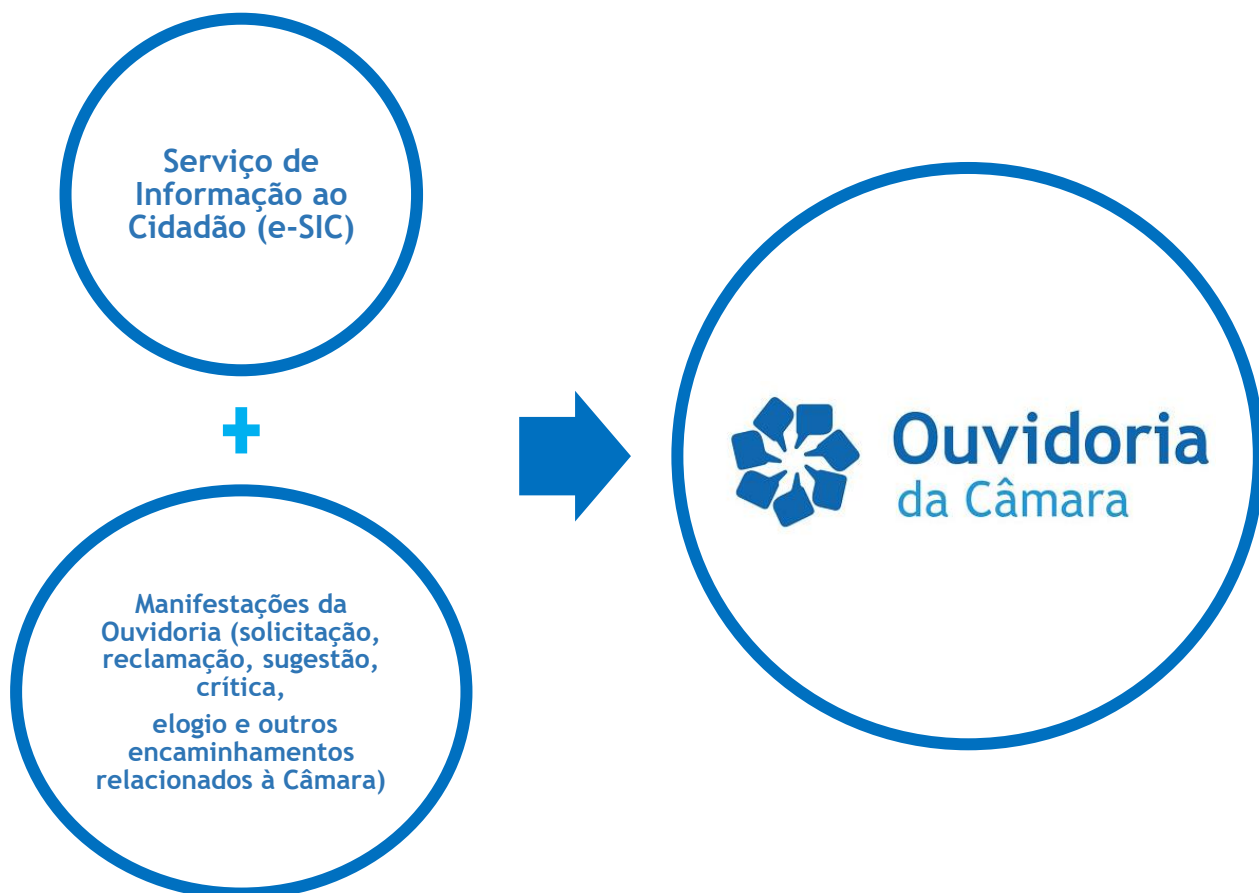 Serviço de
Informação ao
Cidadão (e-SIC)
+
Manifestações da
Ouvidoria (solicitação,
reclamação, sugestão,
crítica,
elogio e outros
encaminhamentos
relacionados à Câmara)
Ouvidoria
da Câmara